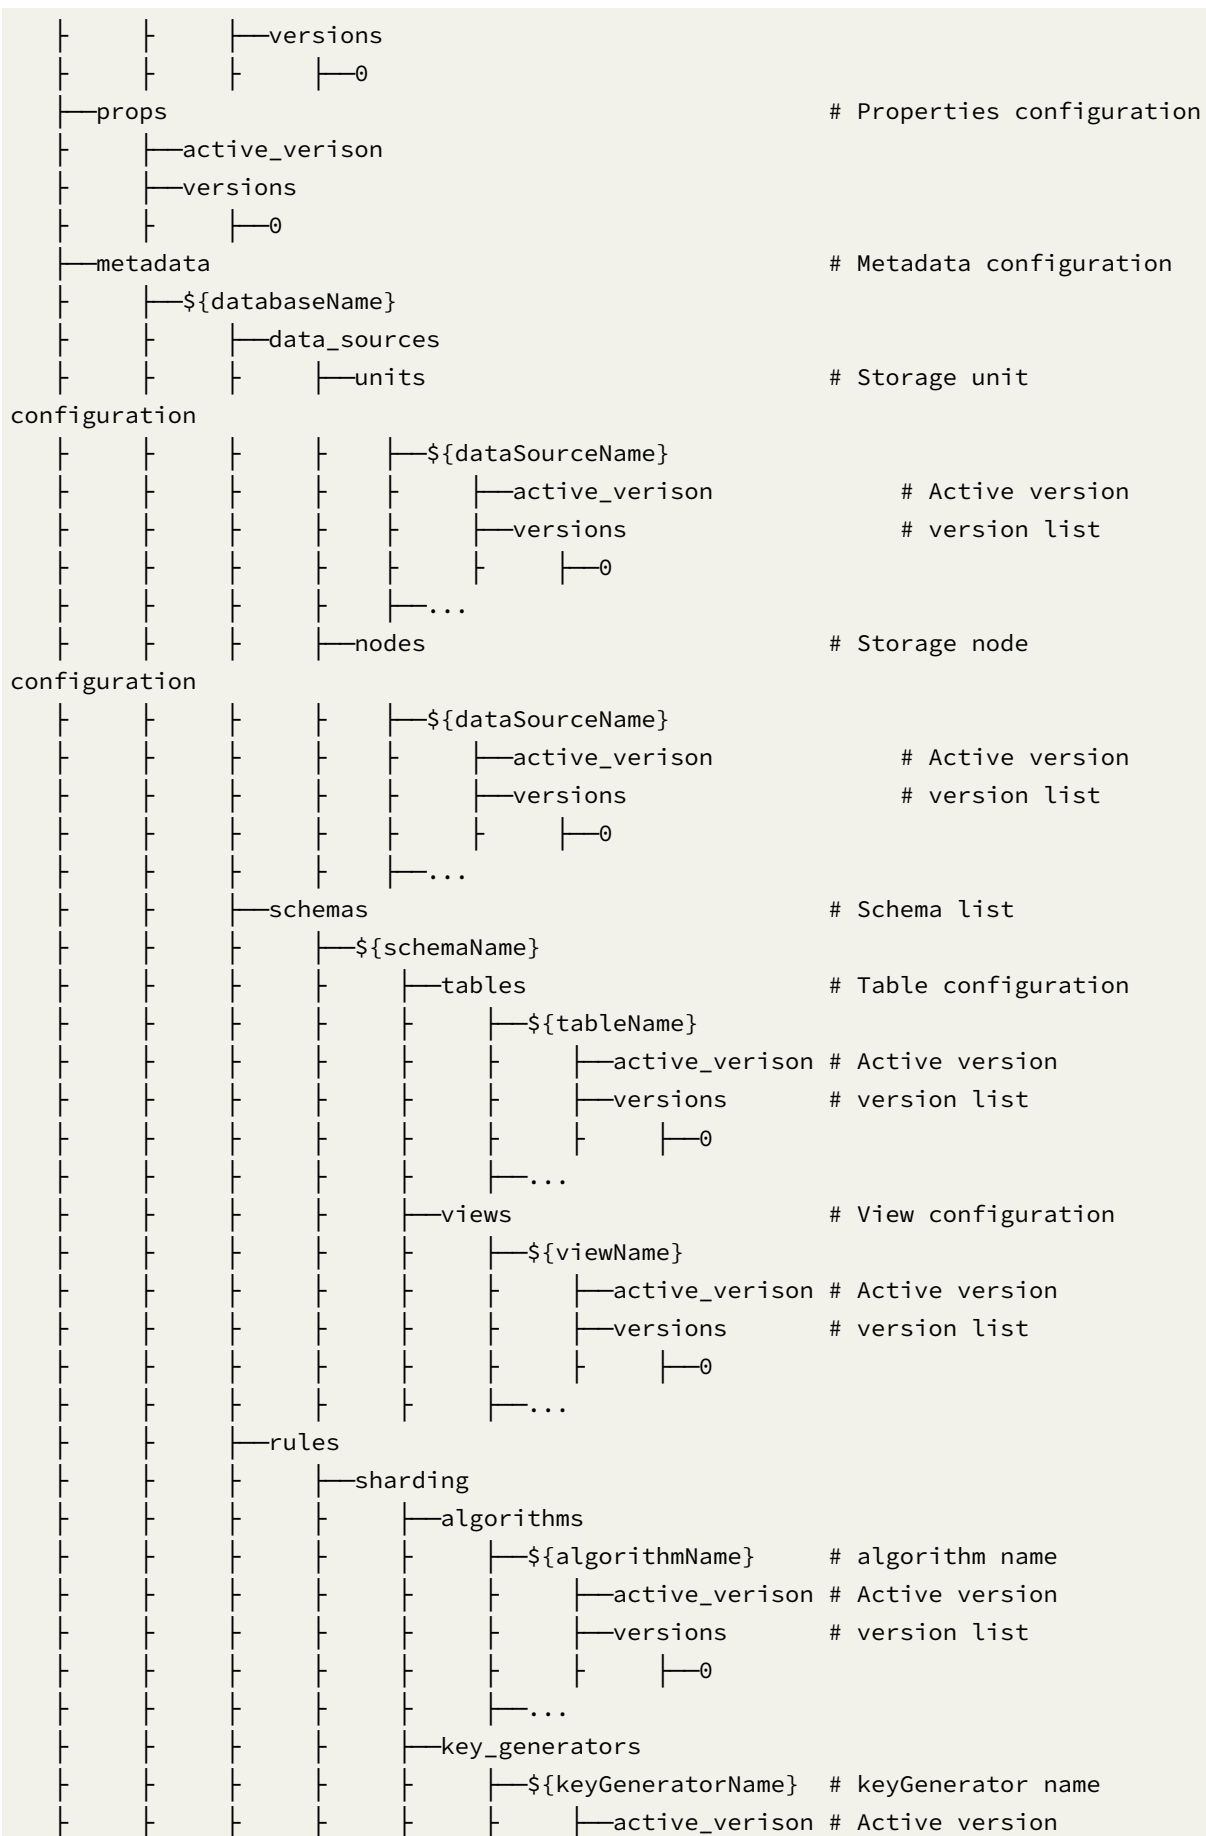 ├ ├ ├──versions
├ ├ ├ ├──0
├──props # Properties configuration
├ ├──active_verison
├ ├──versions
├ ├ ├──0
├──metadata # Metadata configuration
├ ├──${databaseName}
├ ├ ├──data_sources
├ ├ ├ ├──units # Storage unit
configuration
├ ├ ├ ├ ├──${dataSourceName}
├ ├ ├ ├ ├ ├──active_verison # Active version
├ ├ ├ ├ ├ ├──versions # version list
├ ├ ├ ├ ├ ├ ├──0
├ ├ ├ ├ ├──...
├ ├ ├ ├──nodes # Storage node
configuration
├ ├ ├ ├ ├──${dataSourceName}
├ ├ ├ ├ ├ ├──active_verison # Active version
├ ├ ├ ├ ├ ├──versions # version list
├ ├ ├ ├ ├ ├ ├──0
├ ├ ├ ├ ├──...
├ ├ ├──schemas # Schema list
├ ├ ├ ├──${schemaName}
├ ├ ├ ├ ├──tables # Table configuration
├ ├ ├ ├ ├ ├──${tableName}
├ ├ ├ ├ ├ ├ ├──active_verison # Active version
├ ├ ├ ├ ├ ├ ├──versions # version list
├ ├ ├ ├ ├ ├ ├ ├──0
├ ├ ├ ├ ├ ├──...
├ ├ ├ ├ ├──views # View configuration
├ ├ ├ ├ ├ ├──${viewName}
├ ├ ├ ├ ├ ├ ├──active_verison # Active version
├ ├ ├ ├ ├ ├ ├──versions # version list
├ ├ ├ ├ ├ ├ ├ ├──0
├ ├ ├ ├ ├ ├──...
├ ├ ├──rules
├ ├ ├ ├──sharding
├ ├ ├ ├ ├──algorithms
├ ├ ├ ├ ├ ├──${algorithmName} # algorithm name
├ ├ ├ ├ ├ ├ ├──active_verison # Active version
├ ├ ├ ├ ├ ├ ├──versions # version list
├ ├ ├ ├ ├ ├ ├ ├──0
├ ├ ├ ├ ├ ├──...
├ ├ ├ ├ ├──key_generators
├ ├ ├ ├ ├ ├──${keyGeneratorName} # keyGenerator name
├ ├ ├ ├ ├ ├ ├──active_verison # Active version